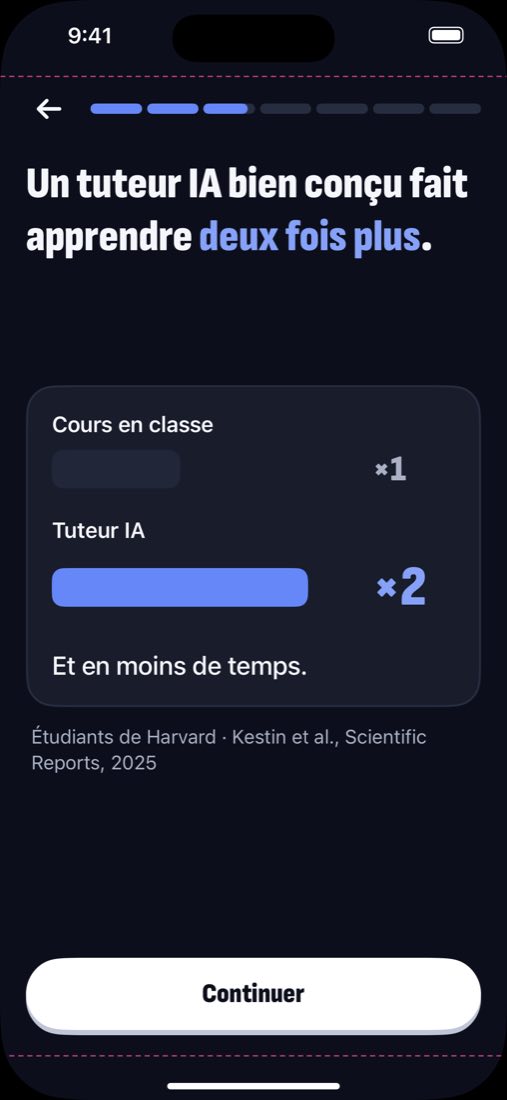 9:41
Un tuteur IA bien conçu fait
apprendre deux fois plus.
Cours en classe
×1
Tuteur IA
×2
Et en moins de temps.
Étudiants de Harvard · Kestin et al., Scientific
Reports, 2025
Continuer